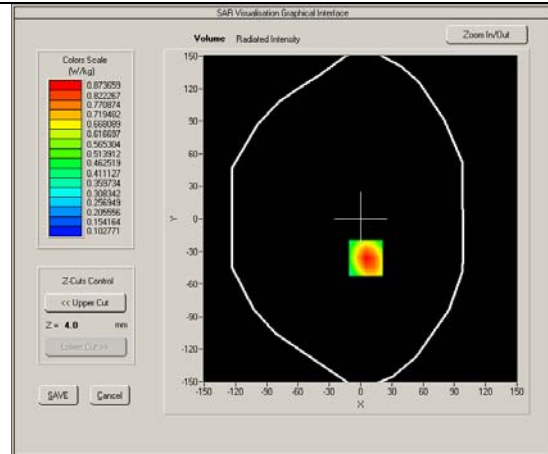 SAR Visualisation Graphical Interface
Volume Radiated Intensity
Zoom In/Out
Colors Scale
(W/kg)
0.873659
0.822267
0.770874
0.719482
0.668089
0.616697
0.565304
0.513912
0.462519
0.411127
0.359734
0.308342
0.256949
0.205556
0.154164
0.102771
Z-Cuts Control
<< Upper Cut
Z = 4.0 mm
Lower Cut >>
SAVE Cancel
150
120
90
60
30
0
-30
-60
-90
-120
-150
Y
-150 -120 -90 -60 -30 0 30 60 90 120 150
X